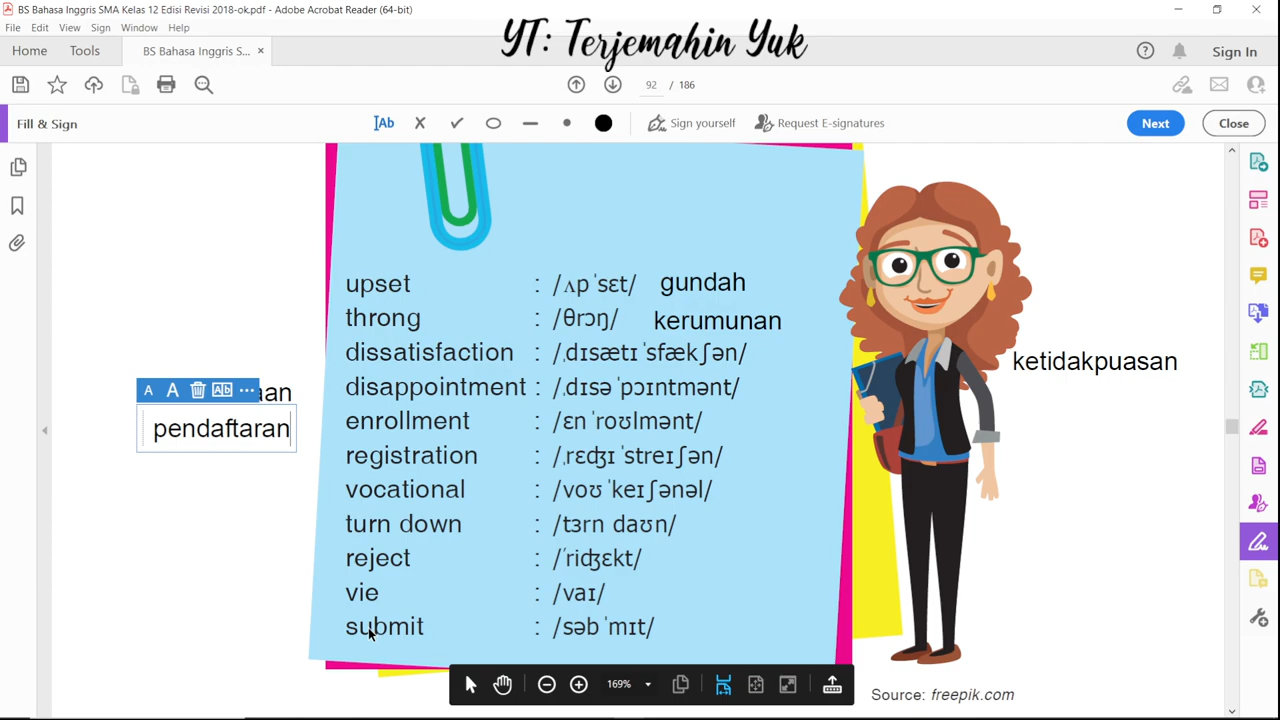 BS Bahasa Inggris SMA Kelas 12 Edisi Revisi 2018-ok.pdf - Adobe Acrobat Reader (64-bit)
File Edit View Sign Window Help
YT: Terjemahin Yuk
Home Tools BS Bahasa Inggris S... × Sign In
92 / 186
Fill & Sign
Ab Sign yourself Request E-signatures Next Close
upset : /ʌpˈsɛt/ gundah
throng : /θrɔŋ/ kerumunan
dissatisfaction : /ˌdɪsætɪˈsfækʃən/ ketidakpuasan
disappointment : /ˌdɪsəˈpɔɪntmənt/
A A Ab ... aan
enrollment : /ɛnˈroʊlmənt/
pendaftaran
registration : /ˌrɛʤɪˈstreɪʃən/
vocational : /voʊˈkeɪʃənəl/
turn down : /tɜrn daʊn/
reject : /ˈriʤɛkt/
vie : /vaɪ/
submit : /səbˈmɪt/
169%
Source: freepik.com